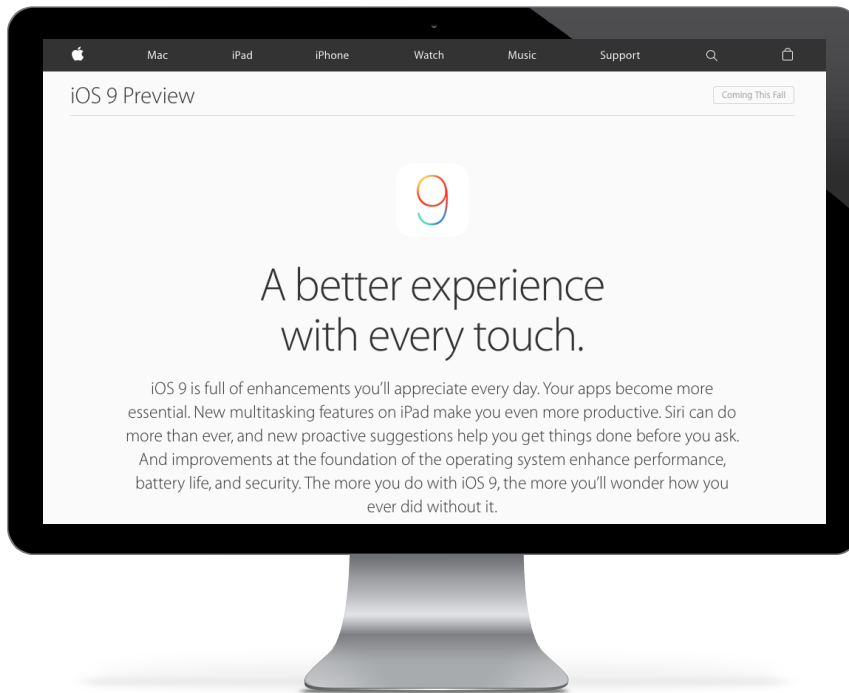 Mac iPad iPhone Watch Music Support
iOS 9 Preview
Coming This Fall
9
A better experience
with every touch.
iOS 9 is full of enhancements you’ll appreciate every day. Your apps become more
essential. New multitasking features on iPad make you even more productive. Siri can do
more than ever, and new proactive suggestions help you get things done before you ask.
And improvements at the foundation of the operating system enhance performance,
battery life, and security. The more you do with iOS 9, the more you’ll wonder how you
ever did without it.